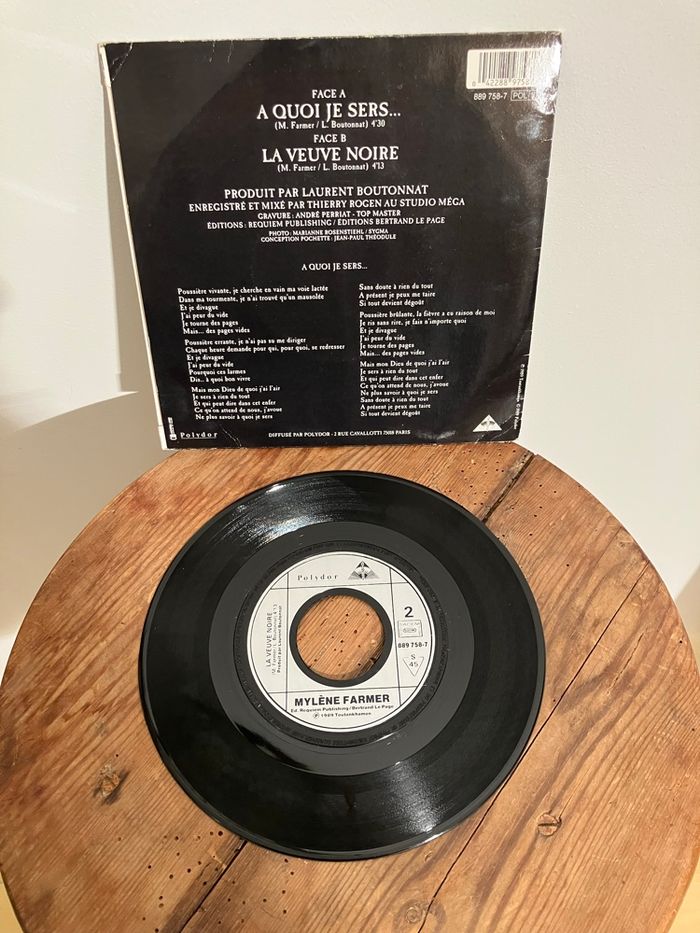 889 758-7 POL
FACE A
A QUOI JE SERS...
(M. Farmer / L. Boutonnat) 4'30
FACE B
LA VEUVE NOIRE
(M. Farmer / L. Boutonnat) 4'13
PRODUIT PAR LAURENT BOUTONNAT
ENREGISTRÉ ET MIXÉ PAR THIERRY ROGEN AU STUDIO MÉGA
GRAVURE : ANDRÉ PERRIAT - TOP MASTER
ÉDITIONS : REQUIEM PUBLISHING / ÉDITIONS BERTRAND LE PAGE
PHOTO : MARIANNE ROSENSTIEHL / SYGMA
CONCEPTION POCHETTE : JEAN-PAUL THÉODULE
A QUOI JE SERS...
Poussière vivante, je cherche en vain ma voie lactée
Dans ma tourmente, je n'ai trouvé qu'un mausolée
Et je divague
J'ai peur du vide
Je tourne des pages
Mais... des pages vides
Poussière errante, je n'ai pas su me diriger
Chaque heure demande pour qui, pour quoi, se redresser
Et je divague
J'ai peur du vide
Pourquoi ces larmes
Dis.. à quoi bon vivre
Mais mon Dieu de quoi j'ai l'air
Je sers à rien du tout
Et qui peut dire dans cet enfer
Ce qu'on attend de nous, j'avoue
Ne plus savoir à quoi je sers
Sans doute à rien du tout
A présent je peux me taire
Si tout devient dégoût
Poussière brûlante, la fièvre a eu raison de moi
Je ris sans rire, je fais n'importe quoi
Et je divague
J'ai peur du vide
Je tourne des pages
Mais... des pages vides
Mais mon Dieu de quoi j'ai l'air
Je sers à rien du tout
Et qui peut dire dans cet enfer
Ce qu'on attend de nous, j'avoue
Ne plus savoir à quoi je sers
Sans doute à rien du tout
A présent je peux me taire
Si tout devient dégoût
Polydor
DIFFUSÉ PAR POLYDOR - 2 RUE CAVALLOTTI 75018 PARIS
Polydor
2
SACEM
889 758-7
S
45
LA VEUVE NOIRE
(M. Farmer/L. Boutonnat) 4'13
Produit par Laurent Boutonnat
MYLÈNE FARMER
Ed. Requiem Publishing/Bertrand Le Page
℗ 1989 Toutankhamon